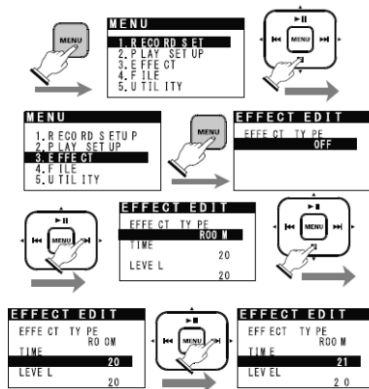 MENU
MENU
1.RECORD SET
2.PLAY SET UP
3.EFFECT
4.FILE
5.UTILITY
MENU
MENU
1.RECORD SETUP
2.PLAY SET UP
3.EFFECT
4.FILE
5.UTILITY
MENU
EFFECT EDIT
EFFECT TYPE
OFF
MENU
EFFECT EDIT
EFFECT TYPE
ROOM
TIME
20
LEVEL
20
MENU
EFFECT EDIT
EFFECT TYPE
ROOM
TIME
20
LEVEL
20
MENU
EFFECT EDIT
EFFECT TYPE
ROOM
TIME
21
LEVEL
20